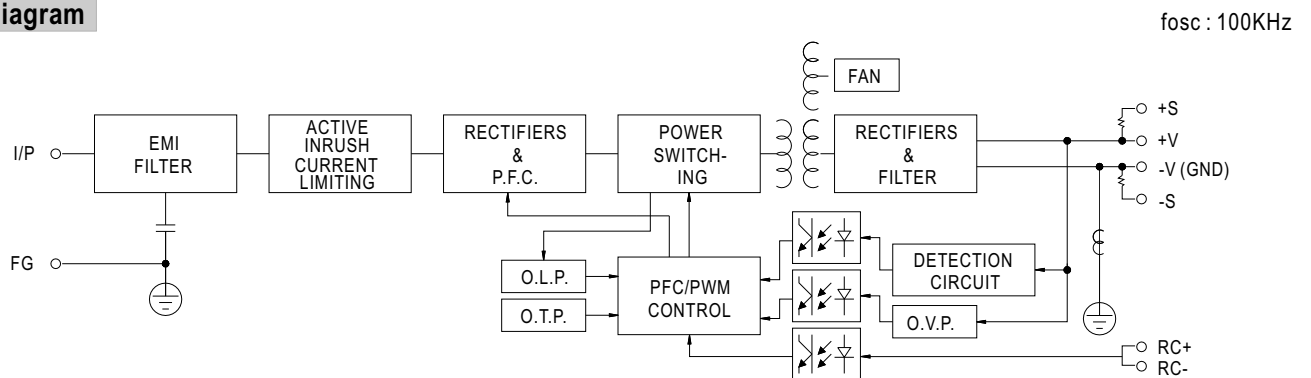 iagram
fosc : 100KHz
FAN
I/P
EMI
FILTER
ACTIVE
INRUSH
CURRENT
LIMITING
RECTIFIERS
&
P.F.C.
POWER
SWITCH-
ING
RECTIFIERS
&
FILTER
+S
+V
-V (GND)
-S
FG
O.L.P.
O.T.P.
PFC/PWM
CONTROL
DETECTION
CIRCUIT
O.V.P.
RC+
RC-